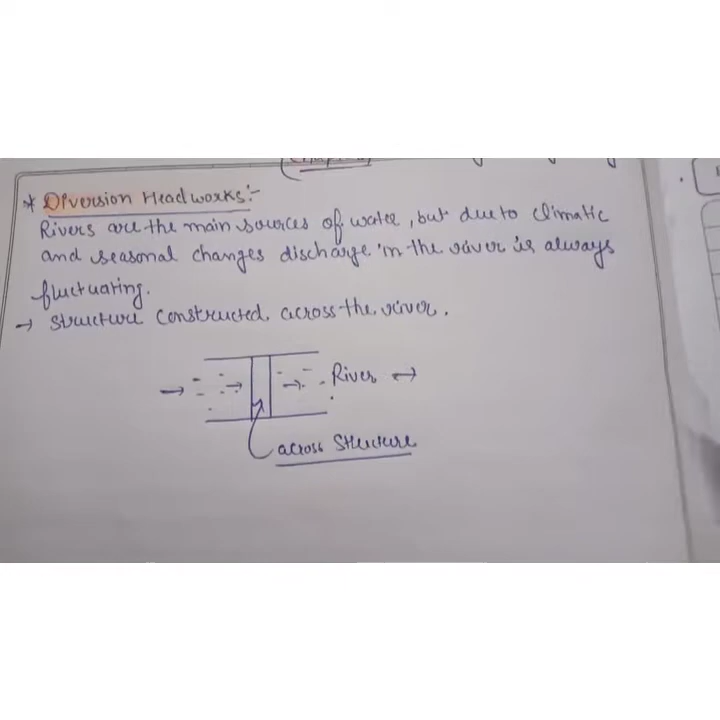 * Diversion Headworks:-
Rivers are the main sources of water, but due to climatic
and seasonal changes discharge in the river is always
fluctuating.
→ Structure constructed across the river.
→ → → River ↔
across Structure